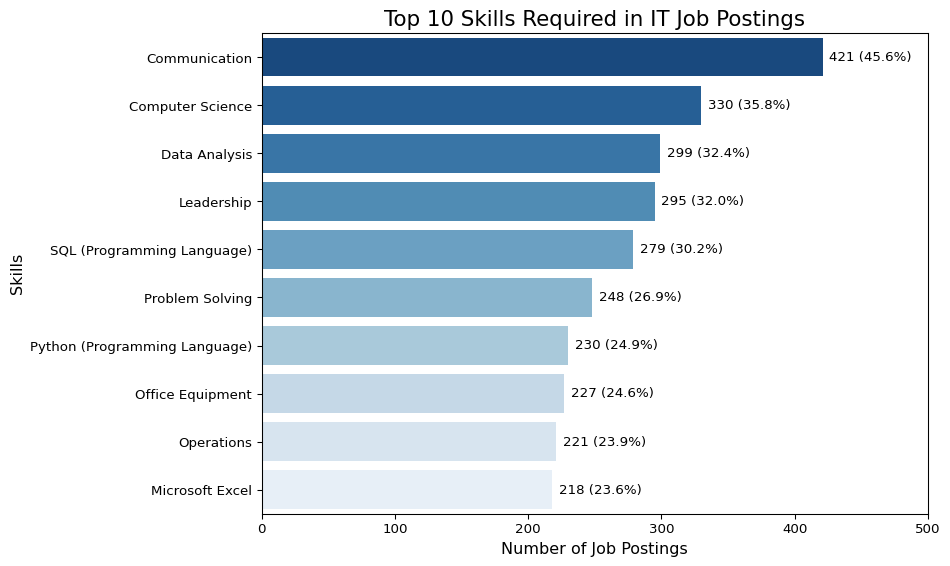 Top 10 Skills Required in IT Job Postings
Communication 421 (45.6%)
Computer Science 330 (35.8%)
Data Analysis 299 (32.4%)
Leadership 295 (32.0%)
SQL (Programming Language) 279 (30.2%)
Problem Solving 248 (26.9%)
Python (Programming Language) 230 (24.9%)
Office Equipment 227 (24.6%)
Operations 221 (23.9%)
Microsoft Excel 218 (23.6%)
Skills
0 100 200 300 400 500
Number of Job Postings